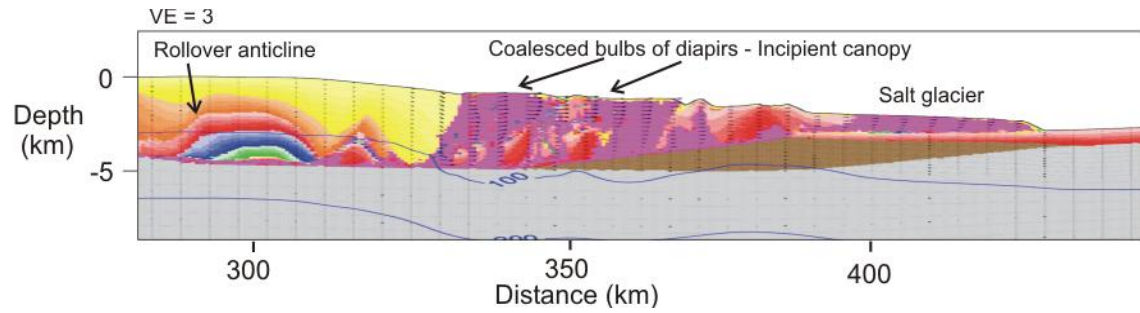 VE = 3
Rollover anticline
Coalesced bulbs of diapirs - Incipient canopy
Salt glacier
0
Depth
(km)
-5
100
200
300
350
400
Distance (km)